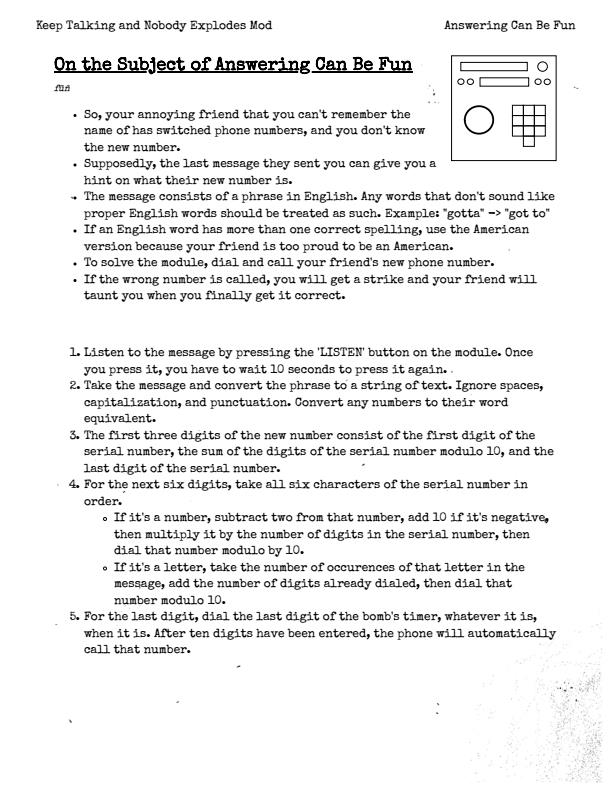 Keep Talking and Nobody Explodes Mod
Answering Can Be Fun
On the Subject of Answering Can Be Fun
fun
• So, your annoying friend that you can't remember the
name of has switched phone numbers, and you don't know
the new number.
• Supposedly, the last message they sent you can give you a
hint on what their new number is.
• The message consists of a phrase in English. Any words that don't sound like
proper English words should be treated as such. Example: "gotta" -> "got to"
• If an English word has more than one correct spelling, use the American
version because your friend is too proud to be an American.
• To solve the module, dial and call your friend's new phone number.
• If the wrong number is called, you will get a strike and your friend will
taunt you when you finally get it correct.
1. Listen to the message by pressing the 'LISTEN' button on the module. Once
you press it, you have to wait 10 seconds to press it again.
2. Take the message and convert the phrase to a string of text. Ignore spaces,
capitalization, and punctuation. Convert any numbers to their word
equivalent.
3. The first three digits of the new number consist of the first digit of the
serial number, the sum of the digits of the serial number modulo 10, and the
last digit of the serial number.
4. For the next six digits, take all six characters of the serial number in
order.
◦ If it's a number, subtract two from that number, add 10 if it's negative,
then multiply it by the number of digits in the serial number, then
dial that number modulo by 10.
◦ If it's a letter, take the number of occurences of that letter in the
message, add the number of digits already dialed, then dial that
number modulo 10.
5. For the last digit, dial the last digit of the bomb's timer, whatever it is,
when it is. After ten digits have been entered, the phone will automatically
call that number.